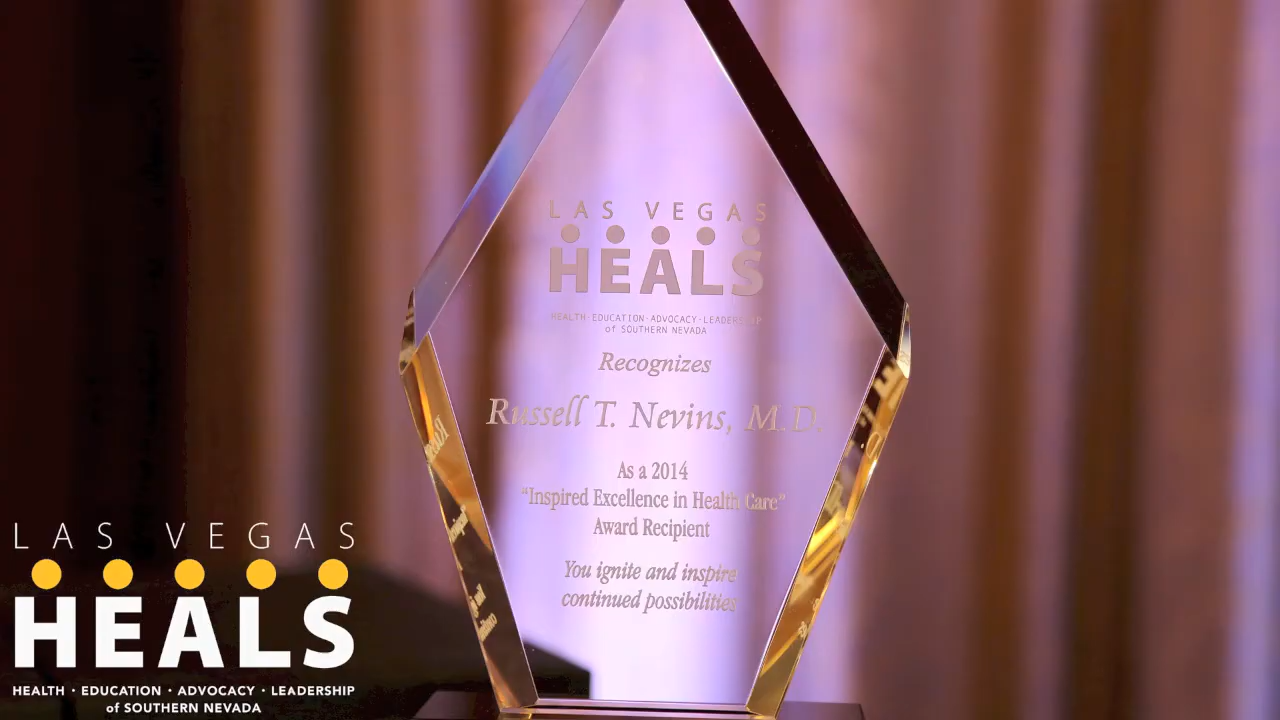 LAS VEGAS
HEALS
HEALTH · EDUCATION · ADVOCACY · LEADERSHIP
of SOUTHERN NEVADA
Recognizes
Russell T. Nevins, M.D.
As a 2014
“Inspired Excellence in Health Care”
Award Recipient
You ignite and inspire
continued possibilities
LAS VEGAS
HEALS
HEALTH · EDUCATION · ADVOCACY · LEADERSHIP
of SOUTHERN NEVADA